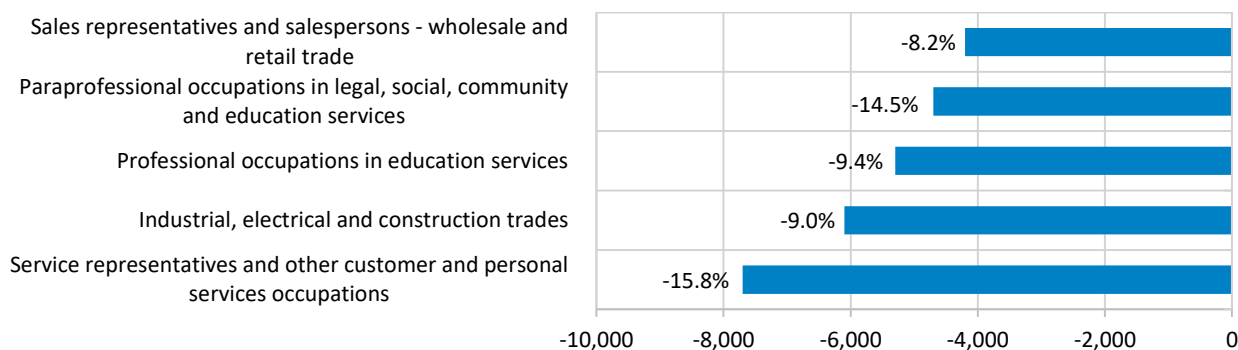 Sales representatives and salespersons - wholesale and
retail trade
-8.2%
Paraprofessional occupations in legal, social, community
and education services
-14.5%
Professional occupations in education services
-9.4%
Industrial, electrical and construction trades
-9.0%
Service representatives and other customer and personal
services occupations
-15.8%
-10,000 -8,000 -6,000 -4,000 -2,000 0